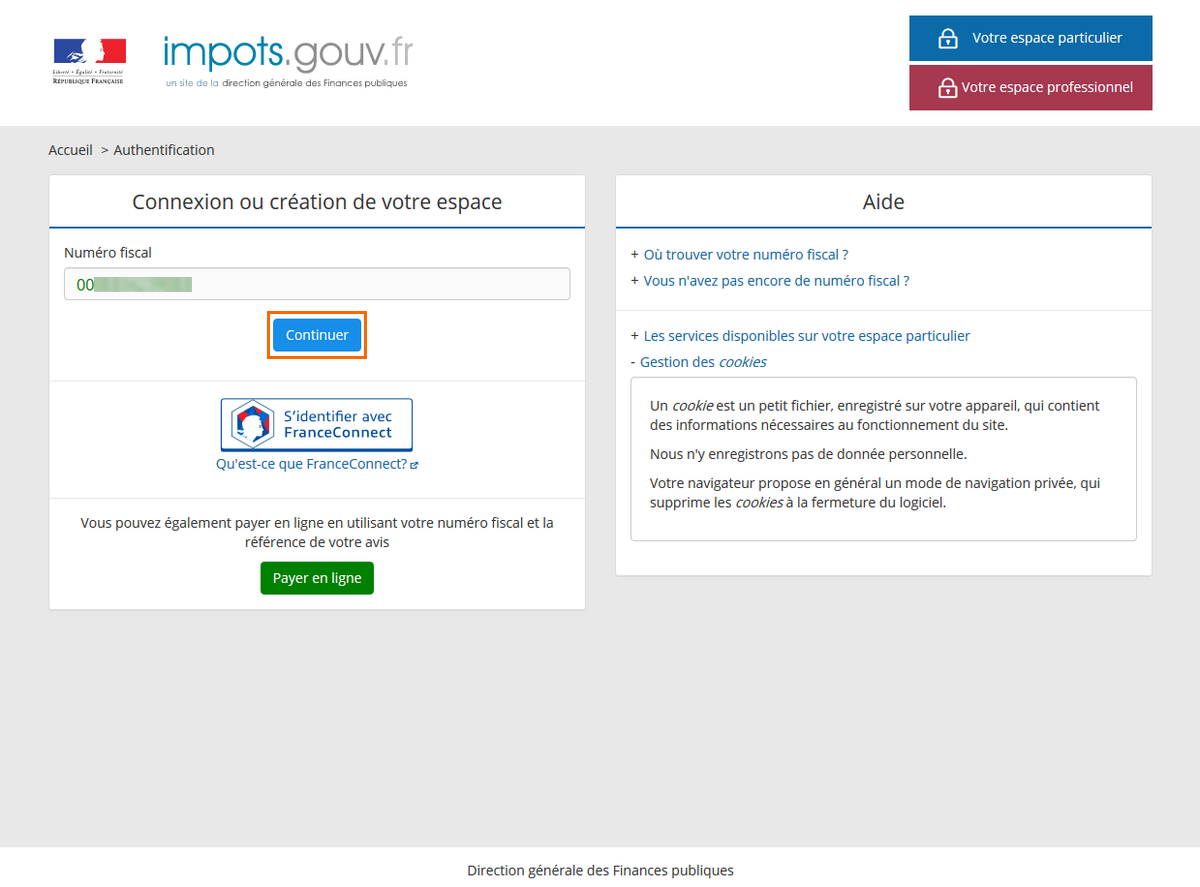 Liberté • Égalité • Fraternité
RÉPUBLIQUE FRANÇAISE
impots.gouv.fr
un site de la direction générale des Finances publiques
Votre espace particulier
Votre espace professionnel
Accueil > Authentification
Connexion ou création de votre espace
Numéro fiscal
00
Continuer
S'identifier avec
FranceConnect
Qu'est-ce que FranceConnect?
Vous pouvez également payer en ligne en utilisant votre numéro fiscal et la
référence de votre avis
Payer en ligne
Aide
+ Où trouver votre numéro fiscal ?
+ Vous n'avez pas encore de numéro fiscal ?
+ Les services disponibles sur votre espace particulier
- Gestion des cookies
Un cookie est un petit fichier, enregistré sur votre appareil, qui contient
des informations nécessaires au fonctionnement du site.
Nous n'y enregistrons pas de donnée personnelle.
Votre navigateur propose en général un mode de navigation privée, qui
supprime les cookies à la fermeture du logiciel.
Direction générale des Finances publiques